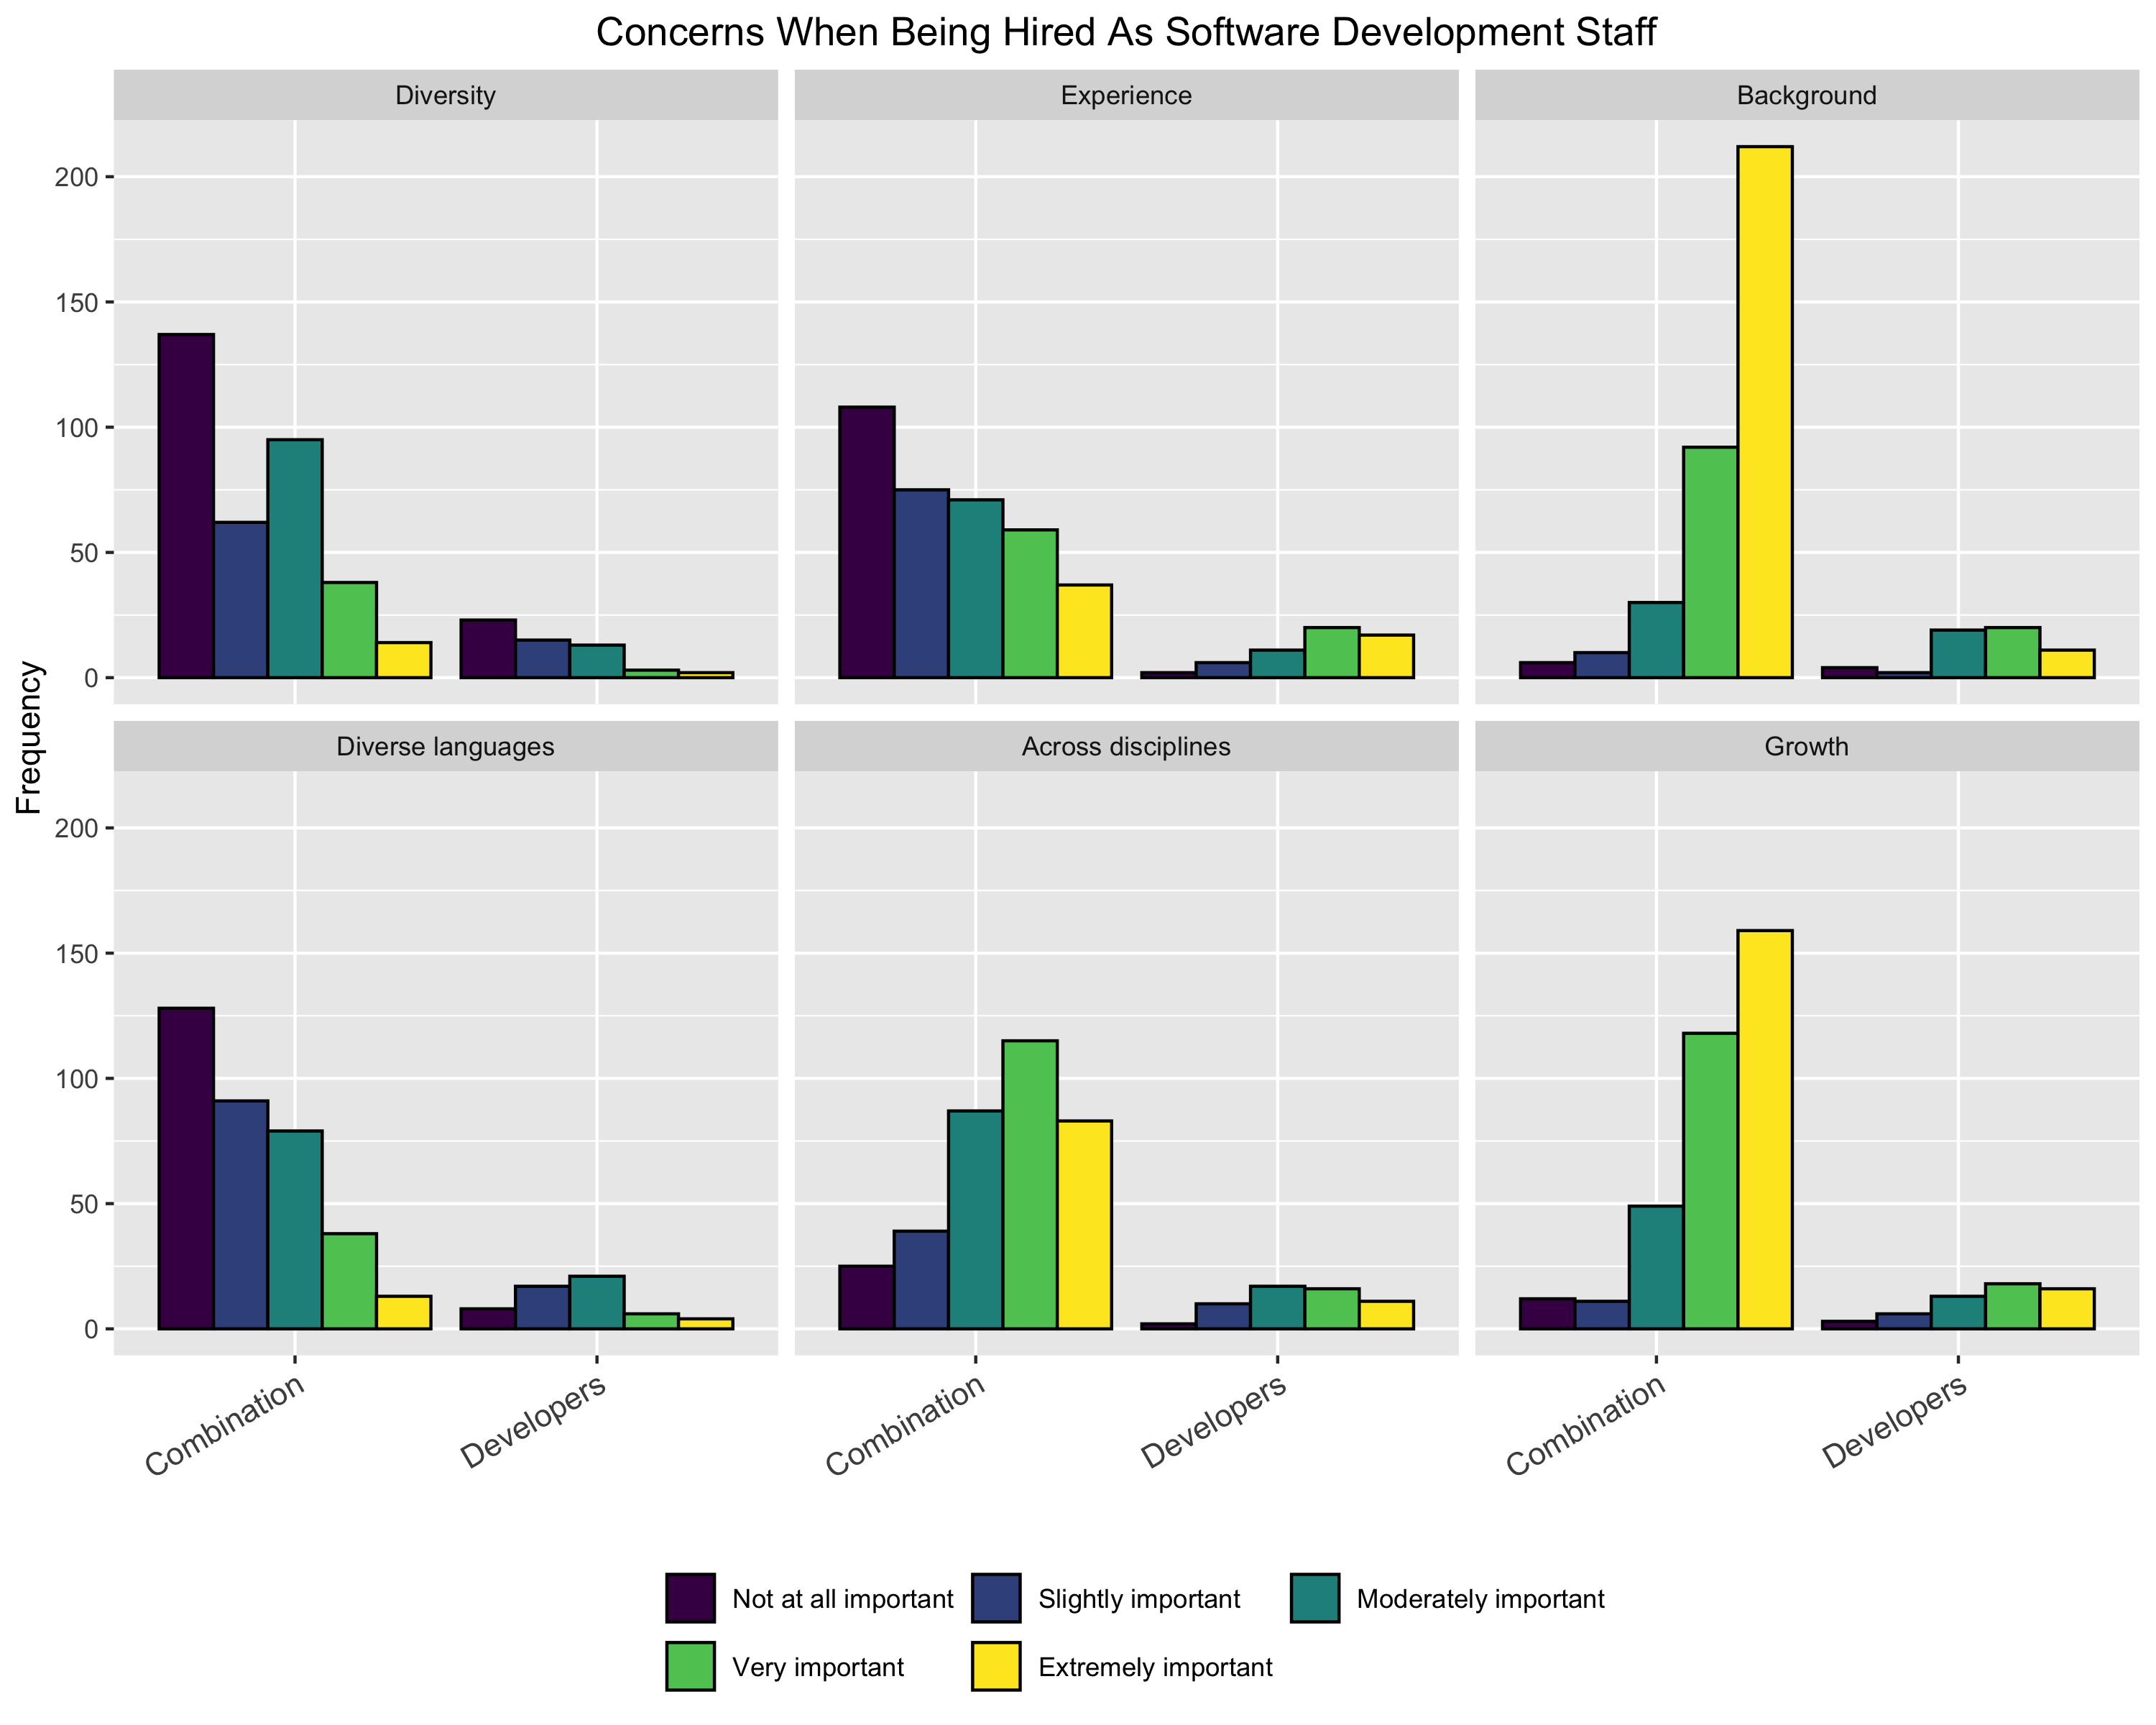 Concerns When Being Hired As Software Development Staff
Diversity
Experience
Background
200
150
100
50
0
Frequency
Diverse languages
Across disciplines
Growth
200
150
100
50
0
Combination
Developers
Combination
Developers
Combination
Developers
Not at all important
Slightly important
Moderately important
Very important
Extremely important